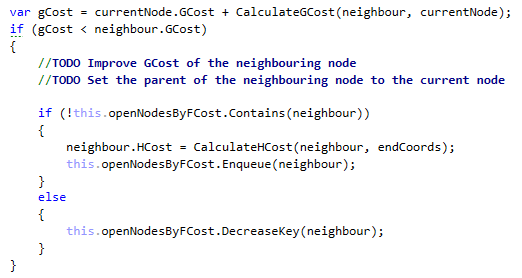 var gCost = currentNode.GCost + CalculateGCost(neighbour, currentNode);
if (gCost < neighbour.GCost)
{
    //TODO Improve GCost of the neighbouring node
    //TODO Set the parent of the neighbouring node to the current node

    if (!this.openNodesByFCost.Contains(neighbour))
    {
        neighbour.HCost = CalculateHCost(neighbour, endCoords);
        this.openNodesByFCost.Enqueue(neighbour);
    }
    else
    {
        this.openNodesByFCost.DecreaseKey(neighbour);
    }
}